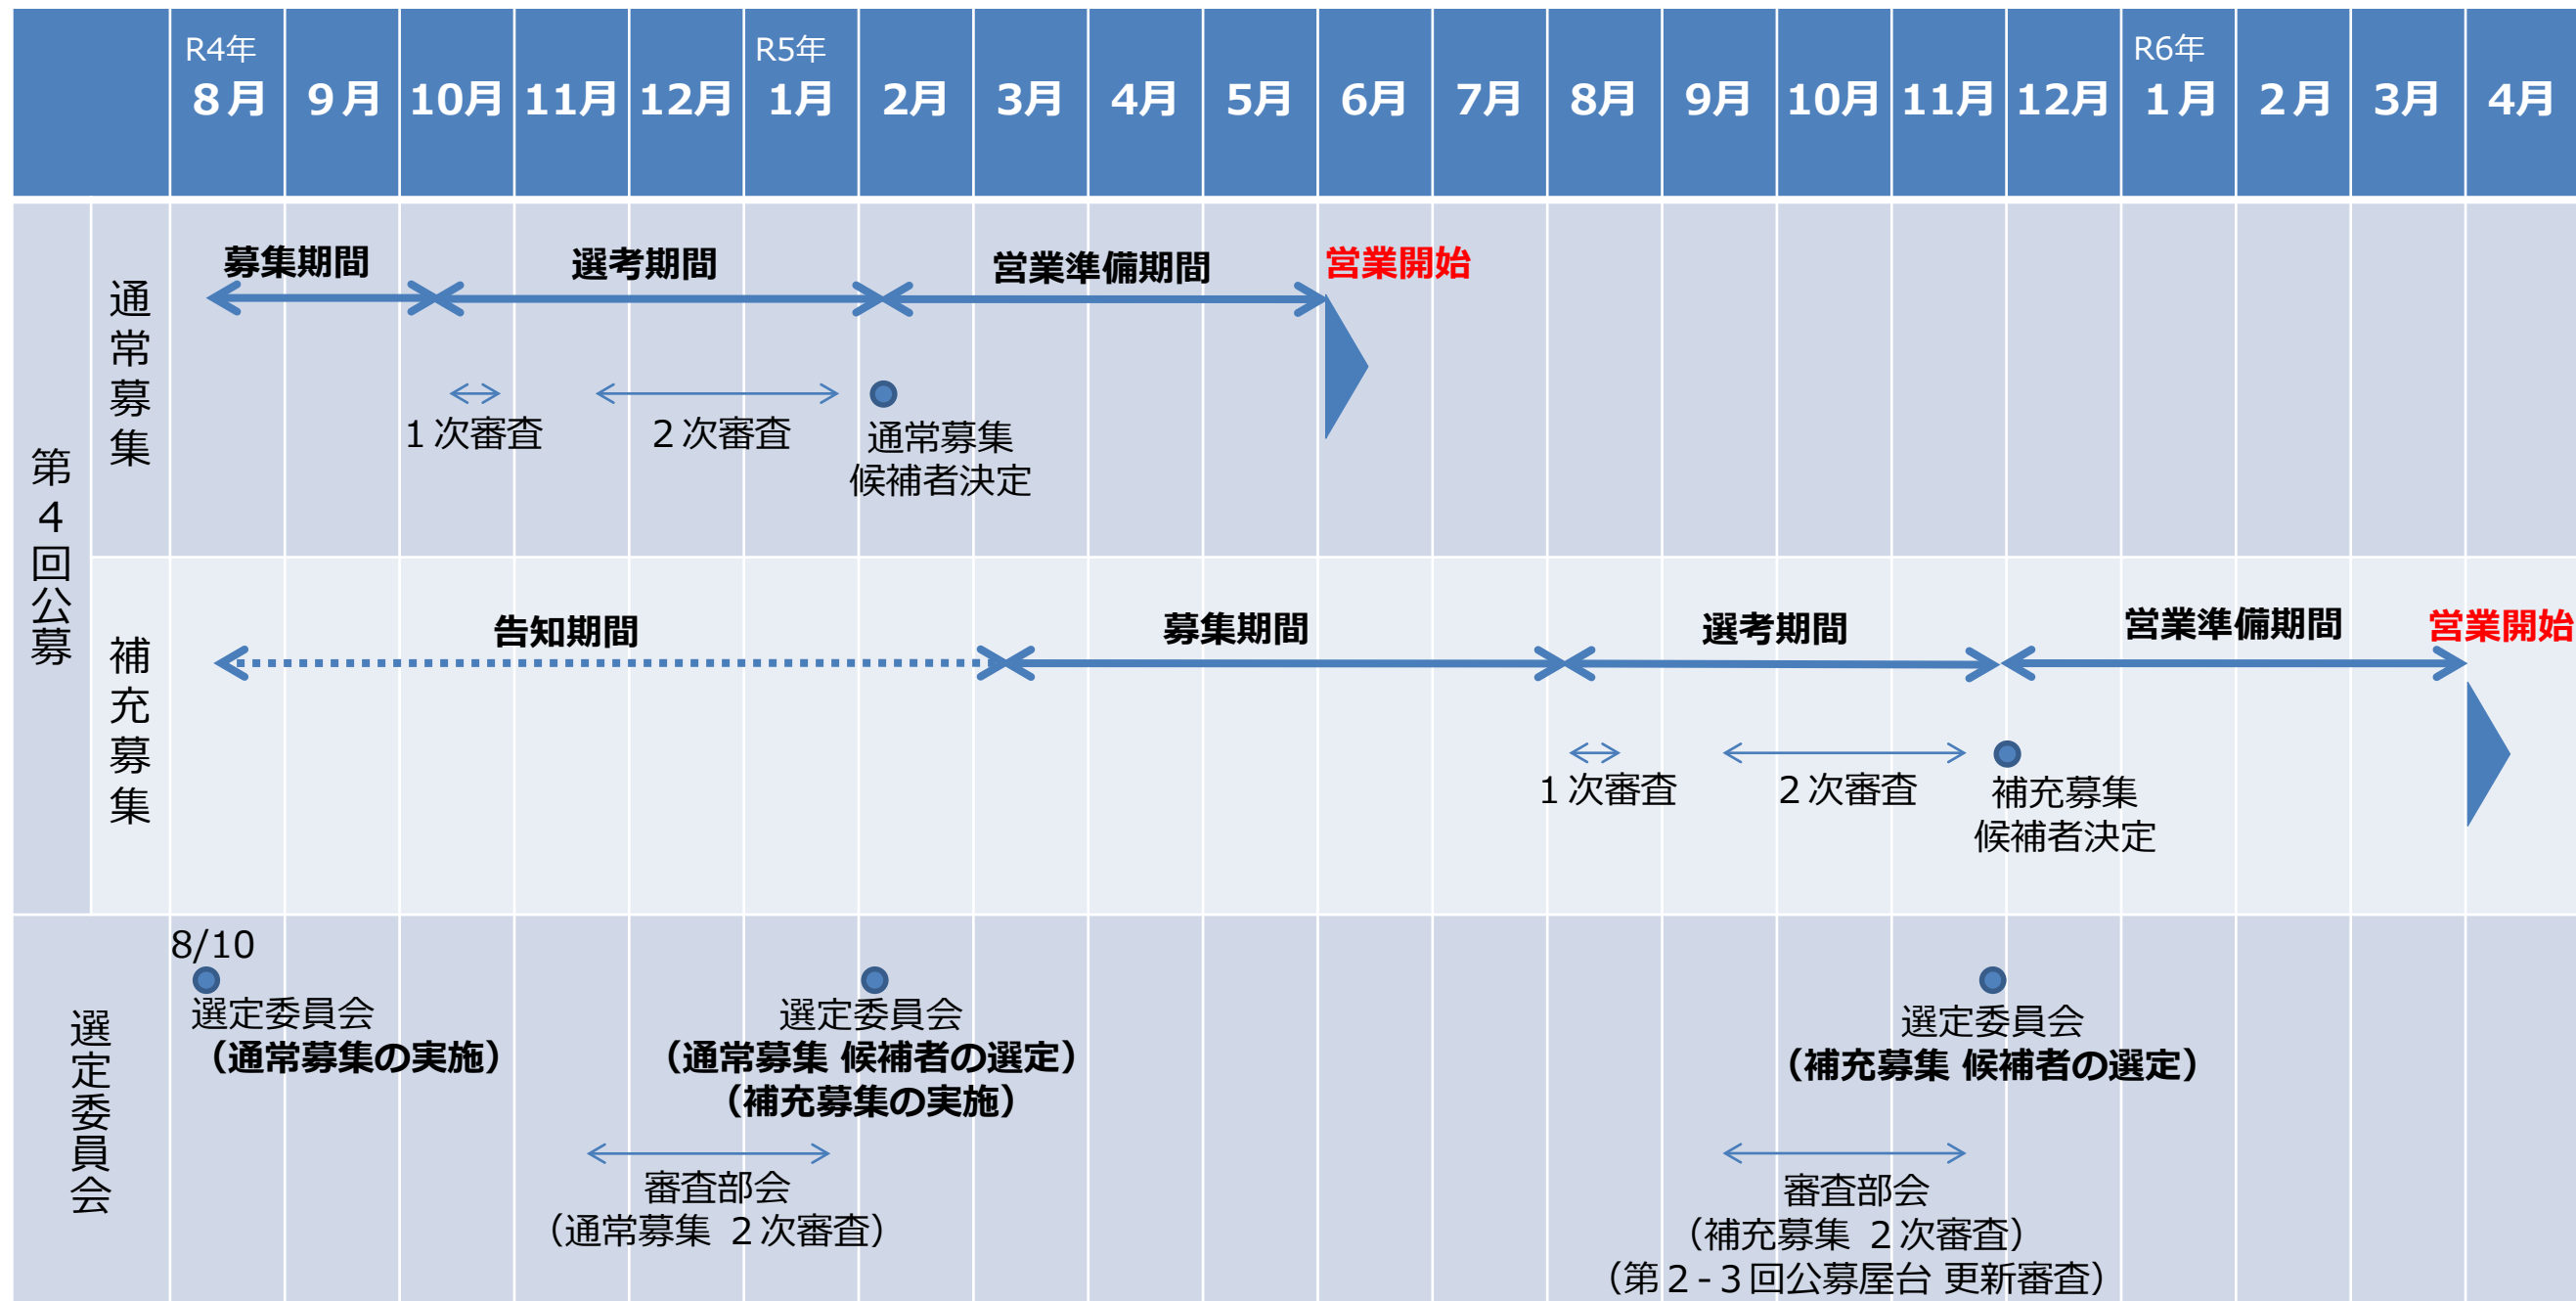 R4年
R5年
R6年
８月 ９月 10月 11月 12月 1月 2月 3月 4月 5月 6月 7月 8月 9月 10月 11月 12月 １月 ２月 3月 4月
第４回公募
通常募集
募集期間
選考期間
営業準備期間
営業開始
１次審査
２次審査
通常募集
候補者決定
補充募集
告知期間
募集期間
選考期間
営業準備期間
営業開始
１次審査
２次審査
補充募集
候補者決定
選定委員会
8/10
選定委員会
（通常募集の実施）
選定委員会
（通常募集 候補者の選定）
（補充募集の実施）
選定委員会
（補充募集 候補者の選定）
審査部会
（通常募集 ２次審査）
審査部会
（補充募集 ２次審査）
（第２-３回公募屋台 更新審査）